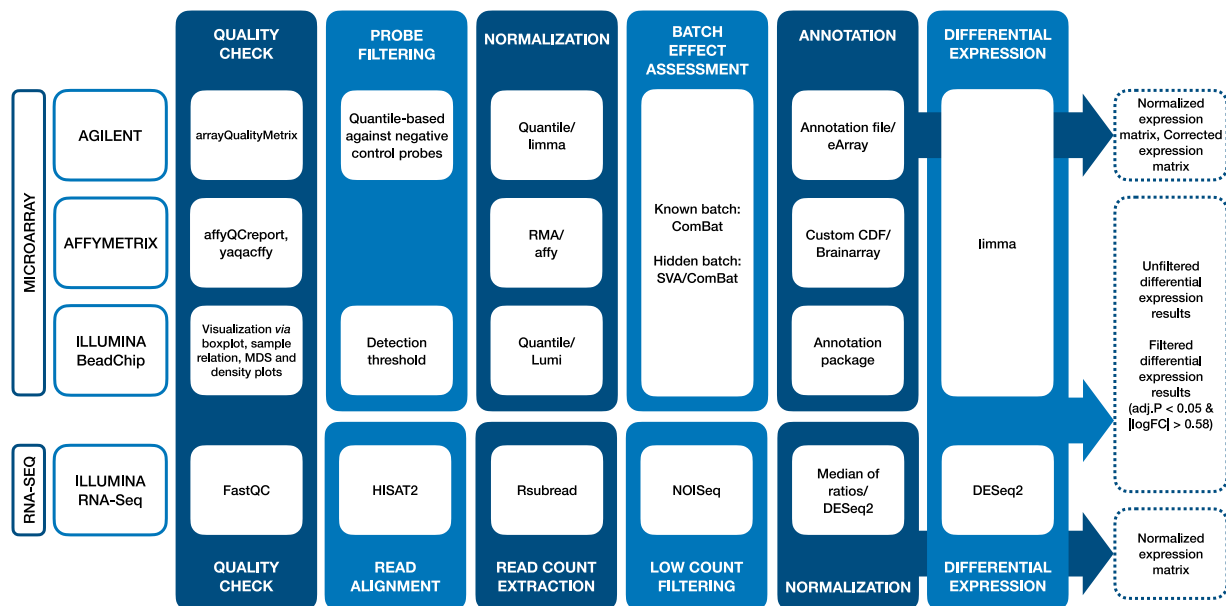 QUALITY
CHECK
PROBE
FILTERING
NORMALIZATION
BATCH
EFFECT
ASSESSMENT
ANNOTATION
DIFFERENTIAL
EXPRESSION
MICROARRAY
AGILENT
arrayQualityMetrix
Quantile-based
against negative
control probes
Quantile/
limma
Annotation file/
eArray
Normalized
expression
matrix, Corrected
expression
matrix
AFFYMETRIX
affyQCreport,
yaqacffy
RMA/
affy
Known batch:
ComBat
Hidden batch:
SVA/ComBat
Custom CDF/
Brainarray
limma
ILLUMINA
BeadChip
Visualization via
boxplot, sample
relation, MDS and
density plots
Detection
threshold
Quantile/
Lumi
Annotation
package
Unfiltered
differential
expression
results
Filtered
differential
expression
results
(adj.P < 0.05 &
|logFC| > 0.58)
RNA-SEQ
ILLUMINA
RNA-Seq
FastQC
HISAT2
Rsubread
NOISeq
Median of
ratios/
DESeq2
DESeq2
Normalized
expression
matrix
QUALITY
CHECK
READ
ALIGNMENT
READ COUNT
EXTRACTION
LOW COUNT
FILTERING
NORMALIZATION
DIFFERENTIAL
EXPRESSION